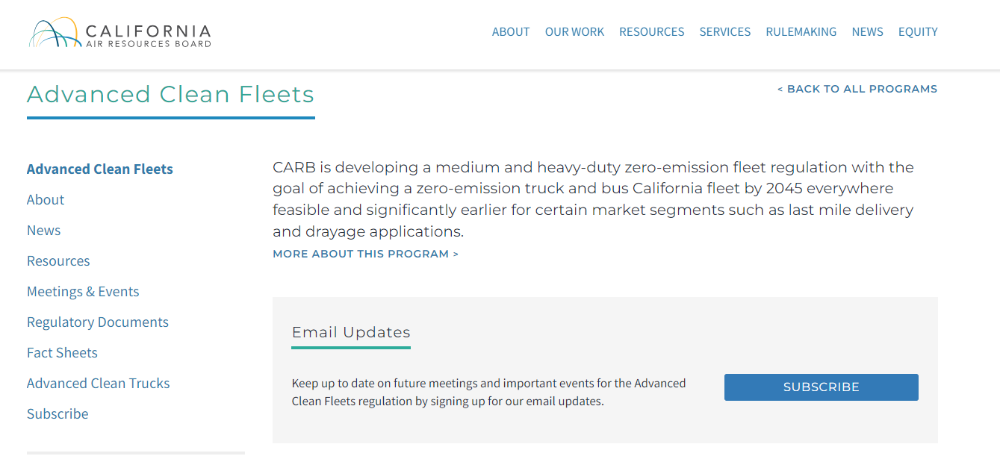 CALIFORNIA
AIR RESOURCES BOARD
ABOUT OUR WORK RESOURCES SERVICES RULEMAKING NEWS EQUITY
Advanced Clean Fleets
< BACK TO ALL PROGRAMS
Advanced Clean Fleets
About
News
Resources
Meetings & Events
Regulatory Documents
Fact Sheets
Advanced Clean Trucks
Subscribe
CARB is developing a medium and heavy-duty zero-emission fleet regulation with the
goal of achieving a zero-emission truck and bus California fleet by 2045 everywhere
feasible and significantly earlier for certain market segments such as last mile delivery
and drayage applications.
MORE ABOUT THIS PROGRAM >
Email Updates
Keep up to date on future meetings and important events for the Advanced
Clean Fleets regulation by signing up for our email updates.
SUBSCRIBE